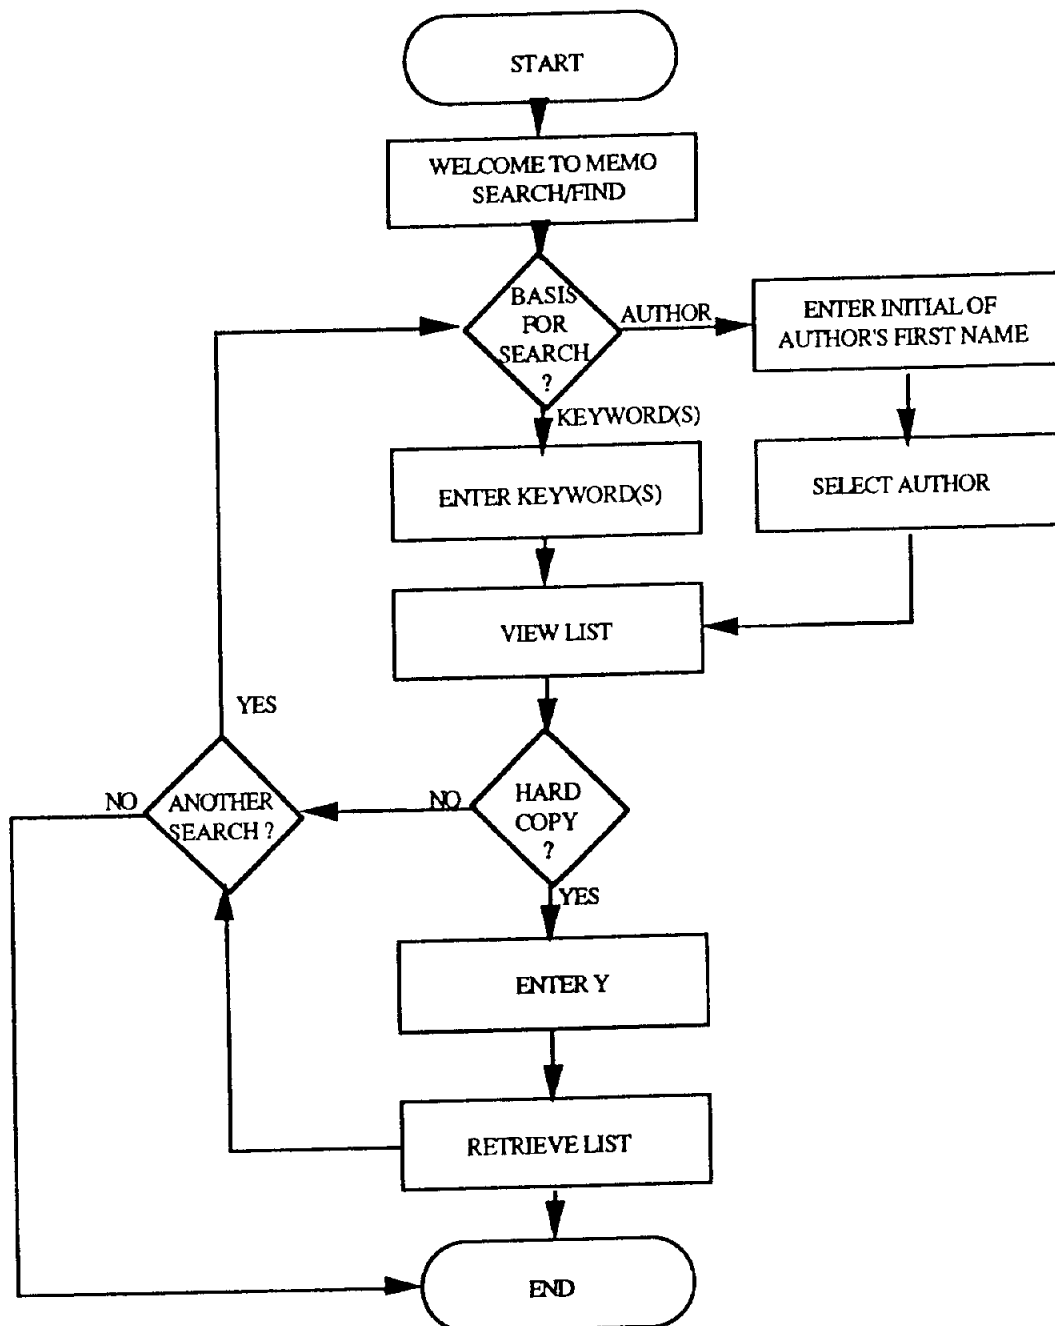 START
WELCOME TO MEMO
SEARCH/FIND
BASIS
FOR
SEARCH
?
AUTHOR
ENTER INITIAL OF
AUTHOR'S FIRST NAME
KEYWORD(S)
ENTER KEYWORD(S)
SELECT AUTHOR
VIEW LIST
YES
NO
ANOTHER
SEARCH ?
NO
HARD
COPY
?
YES
ENTER Y
RETRIEVE LIST
END